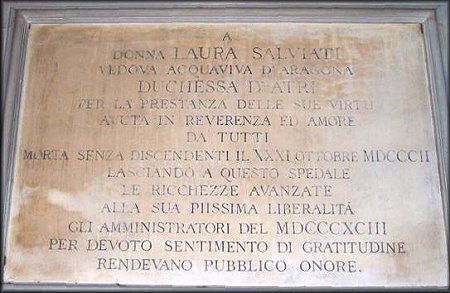 A
DONNA LAURA SALVIATI
VEDOVA ACQUAVIVA D'ARAGONA
DUCHESSA D'ATRI
PER LA PRESTANZA DELLE SUE VIRTÙ
AVUTA IN REVERENZA ED AMORE
DA TUTTI
MORTA SENZA DISCENDENTI IL XXXI OTTOBRE MDCCCII
LASCIANDO A QUESTO SPEDALE
LE RICCHEZZE AVANZATE
ALLA SUA PIISSIMA LIBERALITÁ
GLI AMMINISTRATORI DEL MDCCCXCIII
PER DEVOTO SENTIMENTO DI GRATITUDINE
RENDEVANO PUBBLICO ONORE.